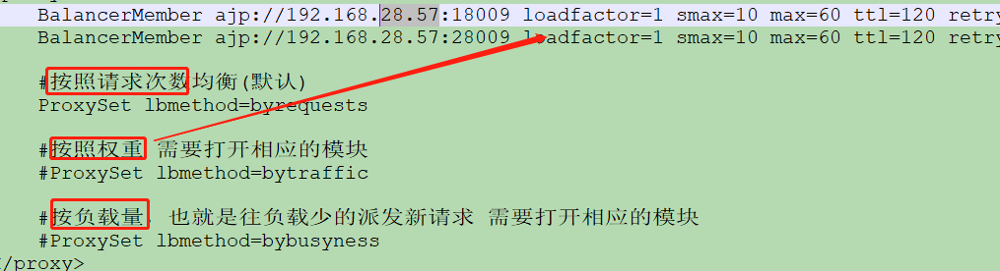 BalancerMember ajp://192.168.28.57:18009 loadfactor=1 smax=10 max=60 ttl=120 retry
BalancerMember ajp://192.168.28.57:28009 loadfactor=1 smax=10 max=60 ttl=120 retry
#按照请求次数均衡(默认)
ProxySet lbmethod=byrequests
#按照权重 需要打开相应的模块
#ProxySet lbmethod=bytraffic
#按负载量，也就是往负载少的派发新请求 需要打开相应的模块
#ProxySet lbmethod=bybusyness
/proxy>